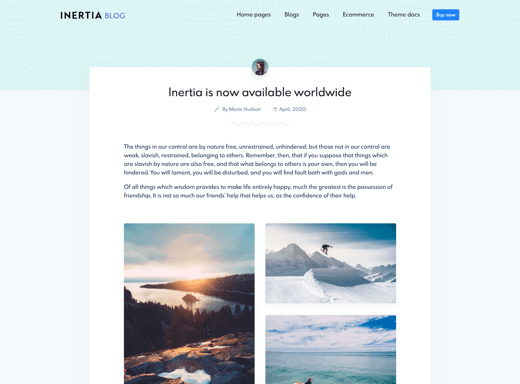 INERTIA BLOG
Home pages Blogs Pages Ecommerce Theme docs Buy now
Inertia is now available worldwide
By Maria Hudson April, 2020
The things in our control are by nature free, unrestrained, unhindered; but those not in our control are
weak, slavish, restrained, belonging to others. Remember, then, that if you suppose that things which
are slavish by nature are also free, and that what belongs to others is your own, then you will be
hindered. You will lament, you will be disturbed, and you will find fault both with gods and men.
Of all things which wisdom provides to make life entirely happy, much the greatest is the possession of
friendship. It is not so much our friends' help that helps us, as the confidence of their help.